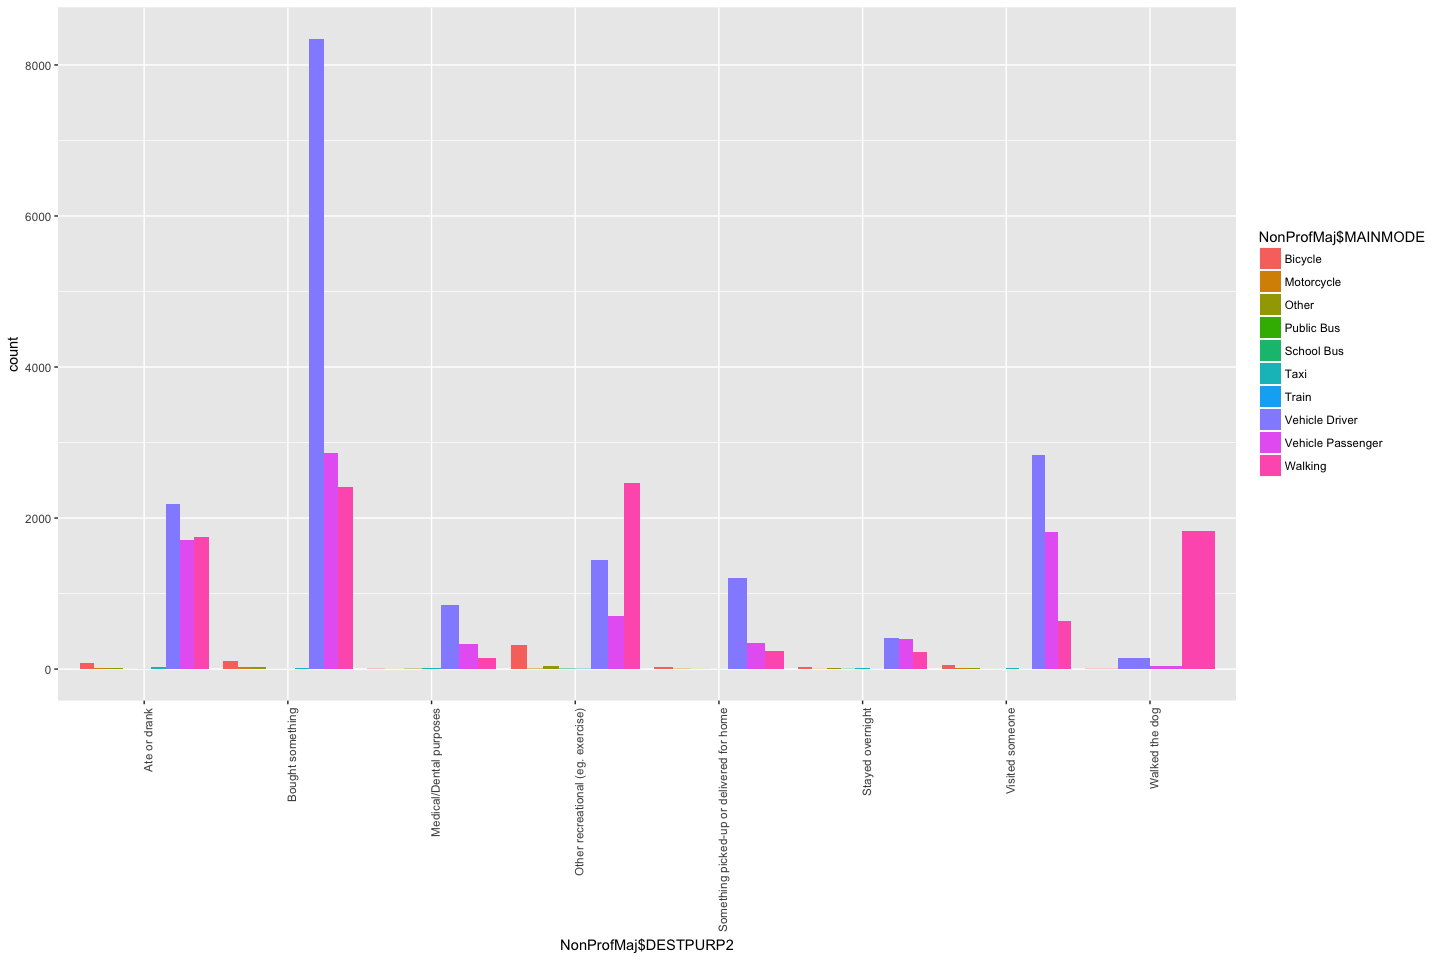 8000
6000
4000
2000
0
count
Ate or drank
Bought something
Medical/Dental purposes
Other recreational (eg. exercise)
Something picked-up or delivered for home
Stayed overnight
Visited someone
Walked the dog
NonProfMaj$DESTPURP2
NonProfMaj$MAINMODE
Bicycle
Motorcycle
Other
Public Bus
School Bus
Taxi
Train
Vehicle Driver
Vehicle Passenger
Walking